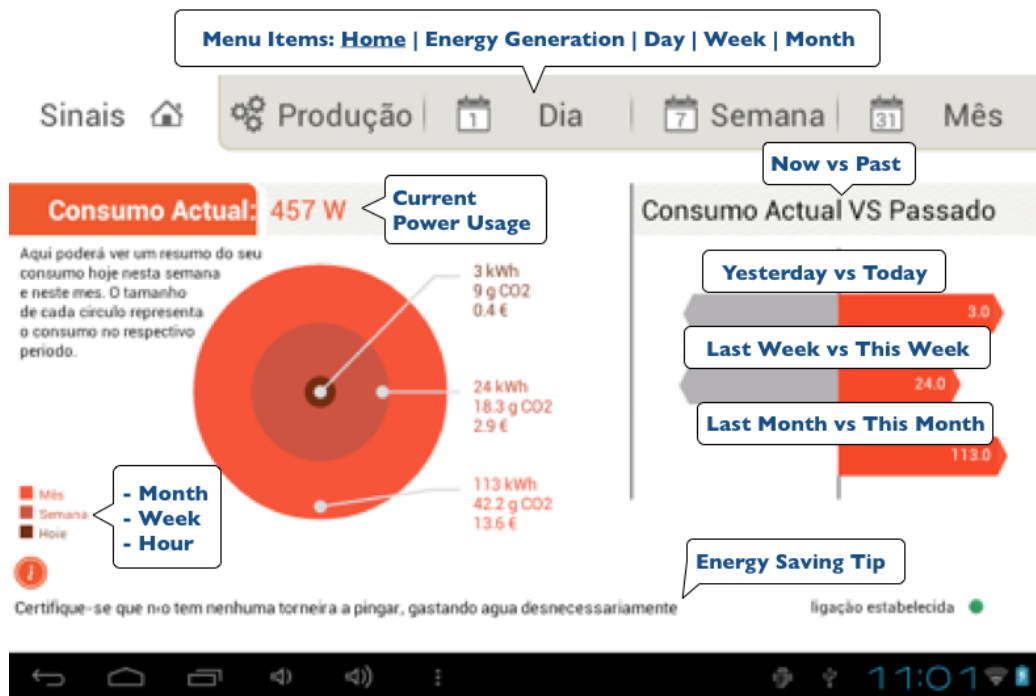 Menu Items: Home | Energy Generation | Day | Week | Month
Sinais
Produção
1
Dia
7
Semana
31
Mês
Now vs Past
Consumo Actual:
457 W
Current
Power Usage
Consumo Actual VS Passado
Aqui poderá ver um resumo do seu
consumo hoje nesta semana
e neste mes. O tamanho
de cada circulo representa
o consumo no respectivo
periodo.
3 kWh
9 g CO2
0.4 €
24 kWh
18.3 g CO2
2.9 €
113 kWh
42.2 g CO2
13.6 €
Yesterday vs Today
3.0
Last Week vs This Week
24.0
Last Month vs This Month
113.0
Mês
Semana
Hoje
- Month
- Week
- Hour
i
Energy Saving Tip
Certifique-se que não tem nenhuma torneira a pingar, gastando agua desnecessariamente
ligação estabelecida
11:01